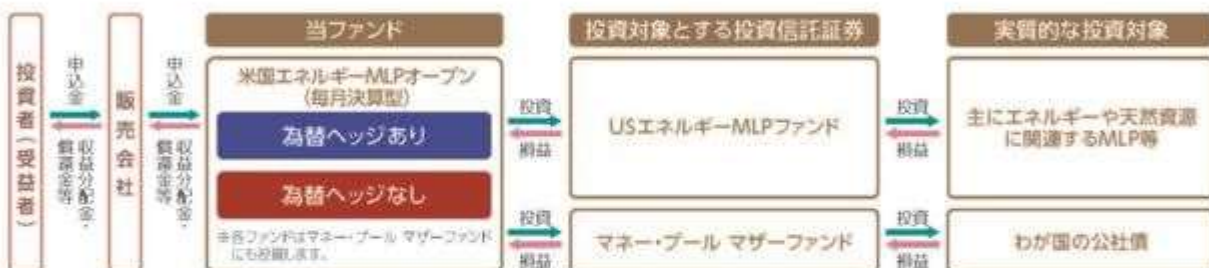 投資者(受益者)
申込金
収益分配金・
償還金等
販売会社
申込金
収益分配金・
償還金等
当ファンド
米国エネルギーMLPオープン
(毎月決算型)
為替ヘッジあり
為替ヘッジなし
※各ファンドはマネー・プール マザーファンド
にも投資します。
投資
損益
投資
損益
投資対象とする投資信託証券
USエネルギーMLPファンド
マネー・プール マザーファンド
投資
損益
投資
損益
実質的な投資対象
主にエネルギーや天然資源
に関連するMLP等
わが国の公社債